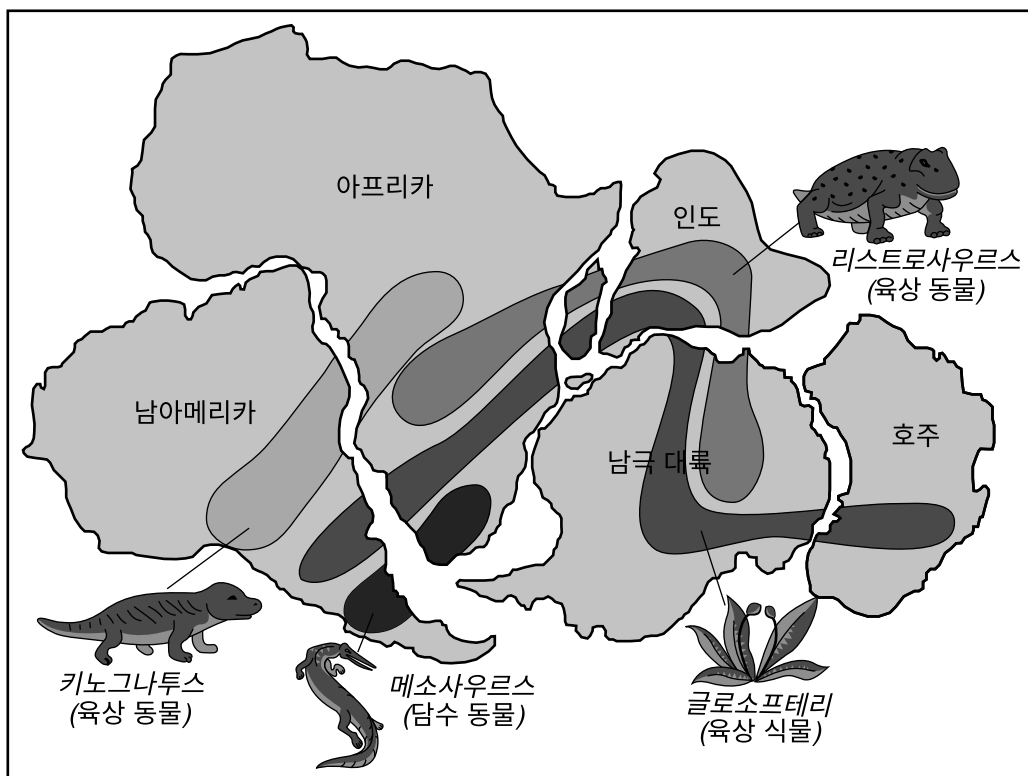 아프리카
인도
리스트로사우르스
(육상 동물)
남아메리카
호주
남극 대륙
키노그나투스
(육상 동물)
메소사우르스
(담수 동물)
글로소프테리
(육상 식물)